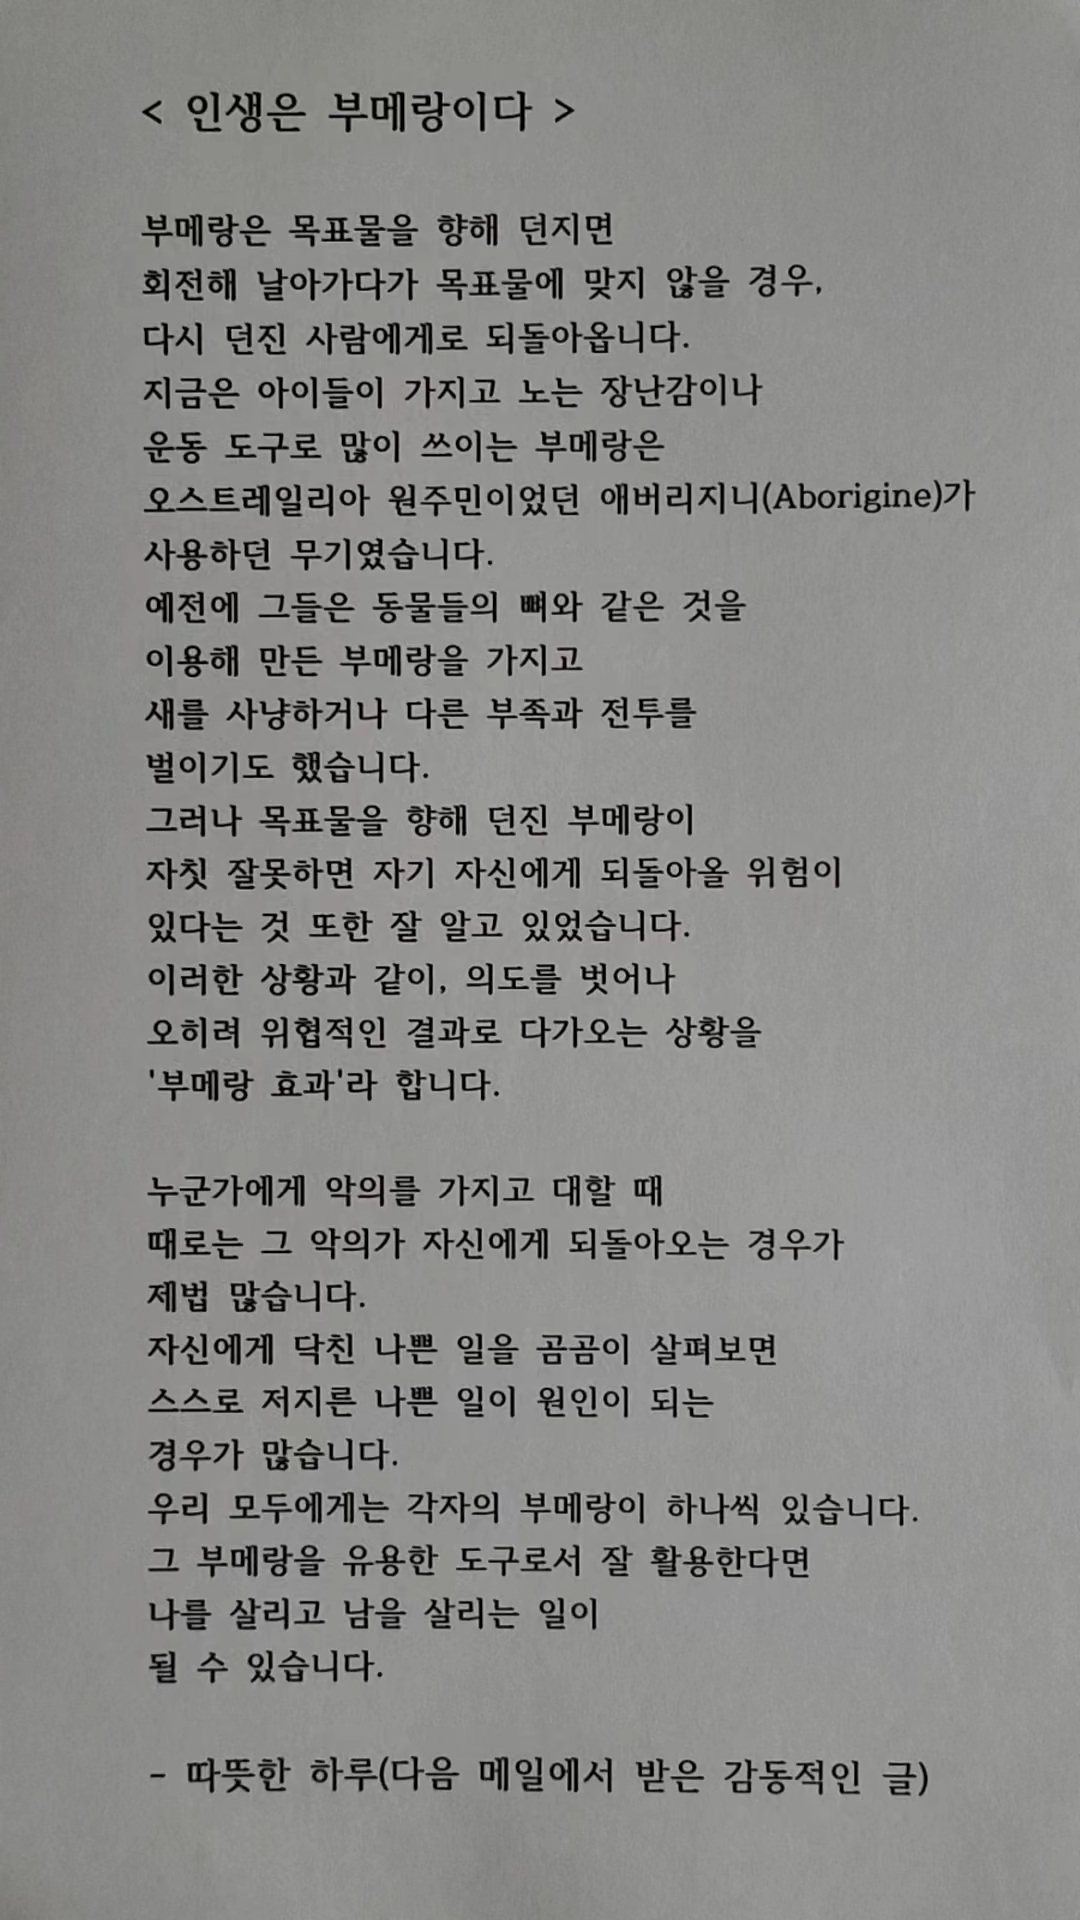 < 인생은 부메랑이다 >
부메랑은 목표물을 향해 던지면
회전해 날아가다가 목표물에 맞지 않을 경우,
다시 던진 사람에게로 되돌아옵니다.
지금은 아이들이 가지고 노는 장난감이나
운동 도구로 많이 쓰이는 부메랑은
오스트레일리아 원주민이었던 애버리지니(Aborigine)가
사용하던 무기였습니다.
예전에 그들은 동물들의 뼈와 같은 것을
이용해 만든 부메랑을 가지고
새를 사냥하거나 다른 부족과 전투를
벌이기도 했습니다.
그러나 목표물을 향해 던진 부메랑이
자칫 잘못하면 자기 자신에게 되돌아올 위험이
있다는 것 또한 잘 알고 있었습니다.
이러한 상황과 같이, 의도를 벗어나
오히려 위협적인 결과로 다가오는 상황을
'부메랑 효과'라 합니다.
누군가에게 악의를 가지고 대할 때
때로는 그 악의가 자신에게 되돌아오는 경우가
제법 많습니다.
자신에게 닥친 나쁜 일을 곰곰이 살펴보면
스스로 저지른 나쁜 일이 원인이 되는
경우가 많습니다.
우리 모두에게는 각자의 부메랑이 하나씩 있습니다.
그 부메랑을 유용한 도구로서 잘 활용한다면
나를 살리고 남을 살리는 일이
될 수 있습니다.
- 따뜻한 하루(다음 메일에서 받은 감동적인 글)